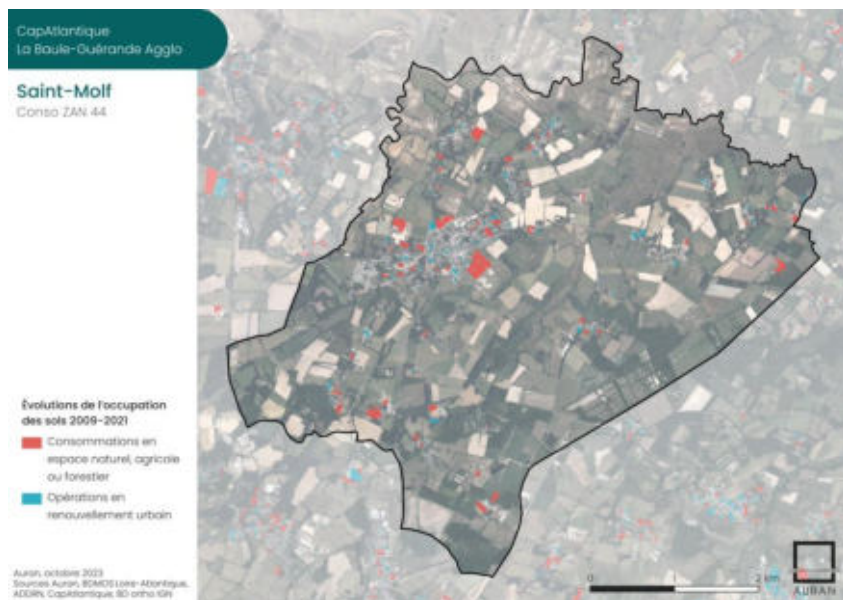 CapAtlantique
La Baule-Guérande Agglo
Saint-Molf
Conso ZAN 44
Évolutions de l'occupation
des sols 2009-2021
Consommations en
espace naturel, agricole
ou forestier
Opérations en
renouvellement urbain
Auran, octobre 2023
Sources Auran, BDMOS Loire-Atlantique,
ADDRN, CapAtlantique, BD ortho IGN
0 1 2 km
AURAN